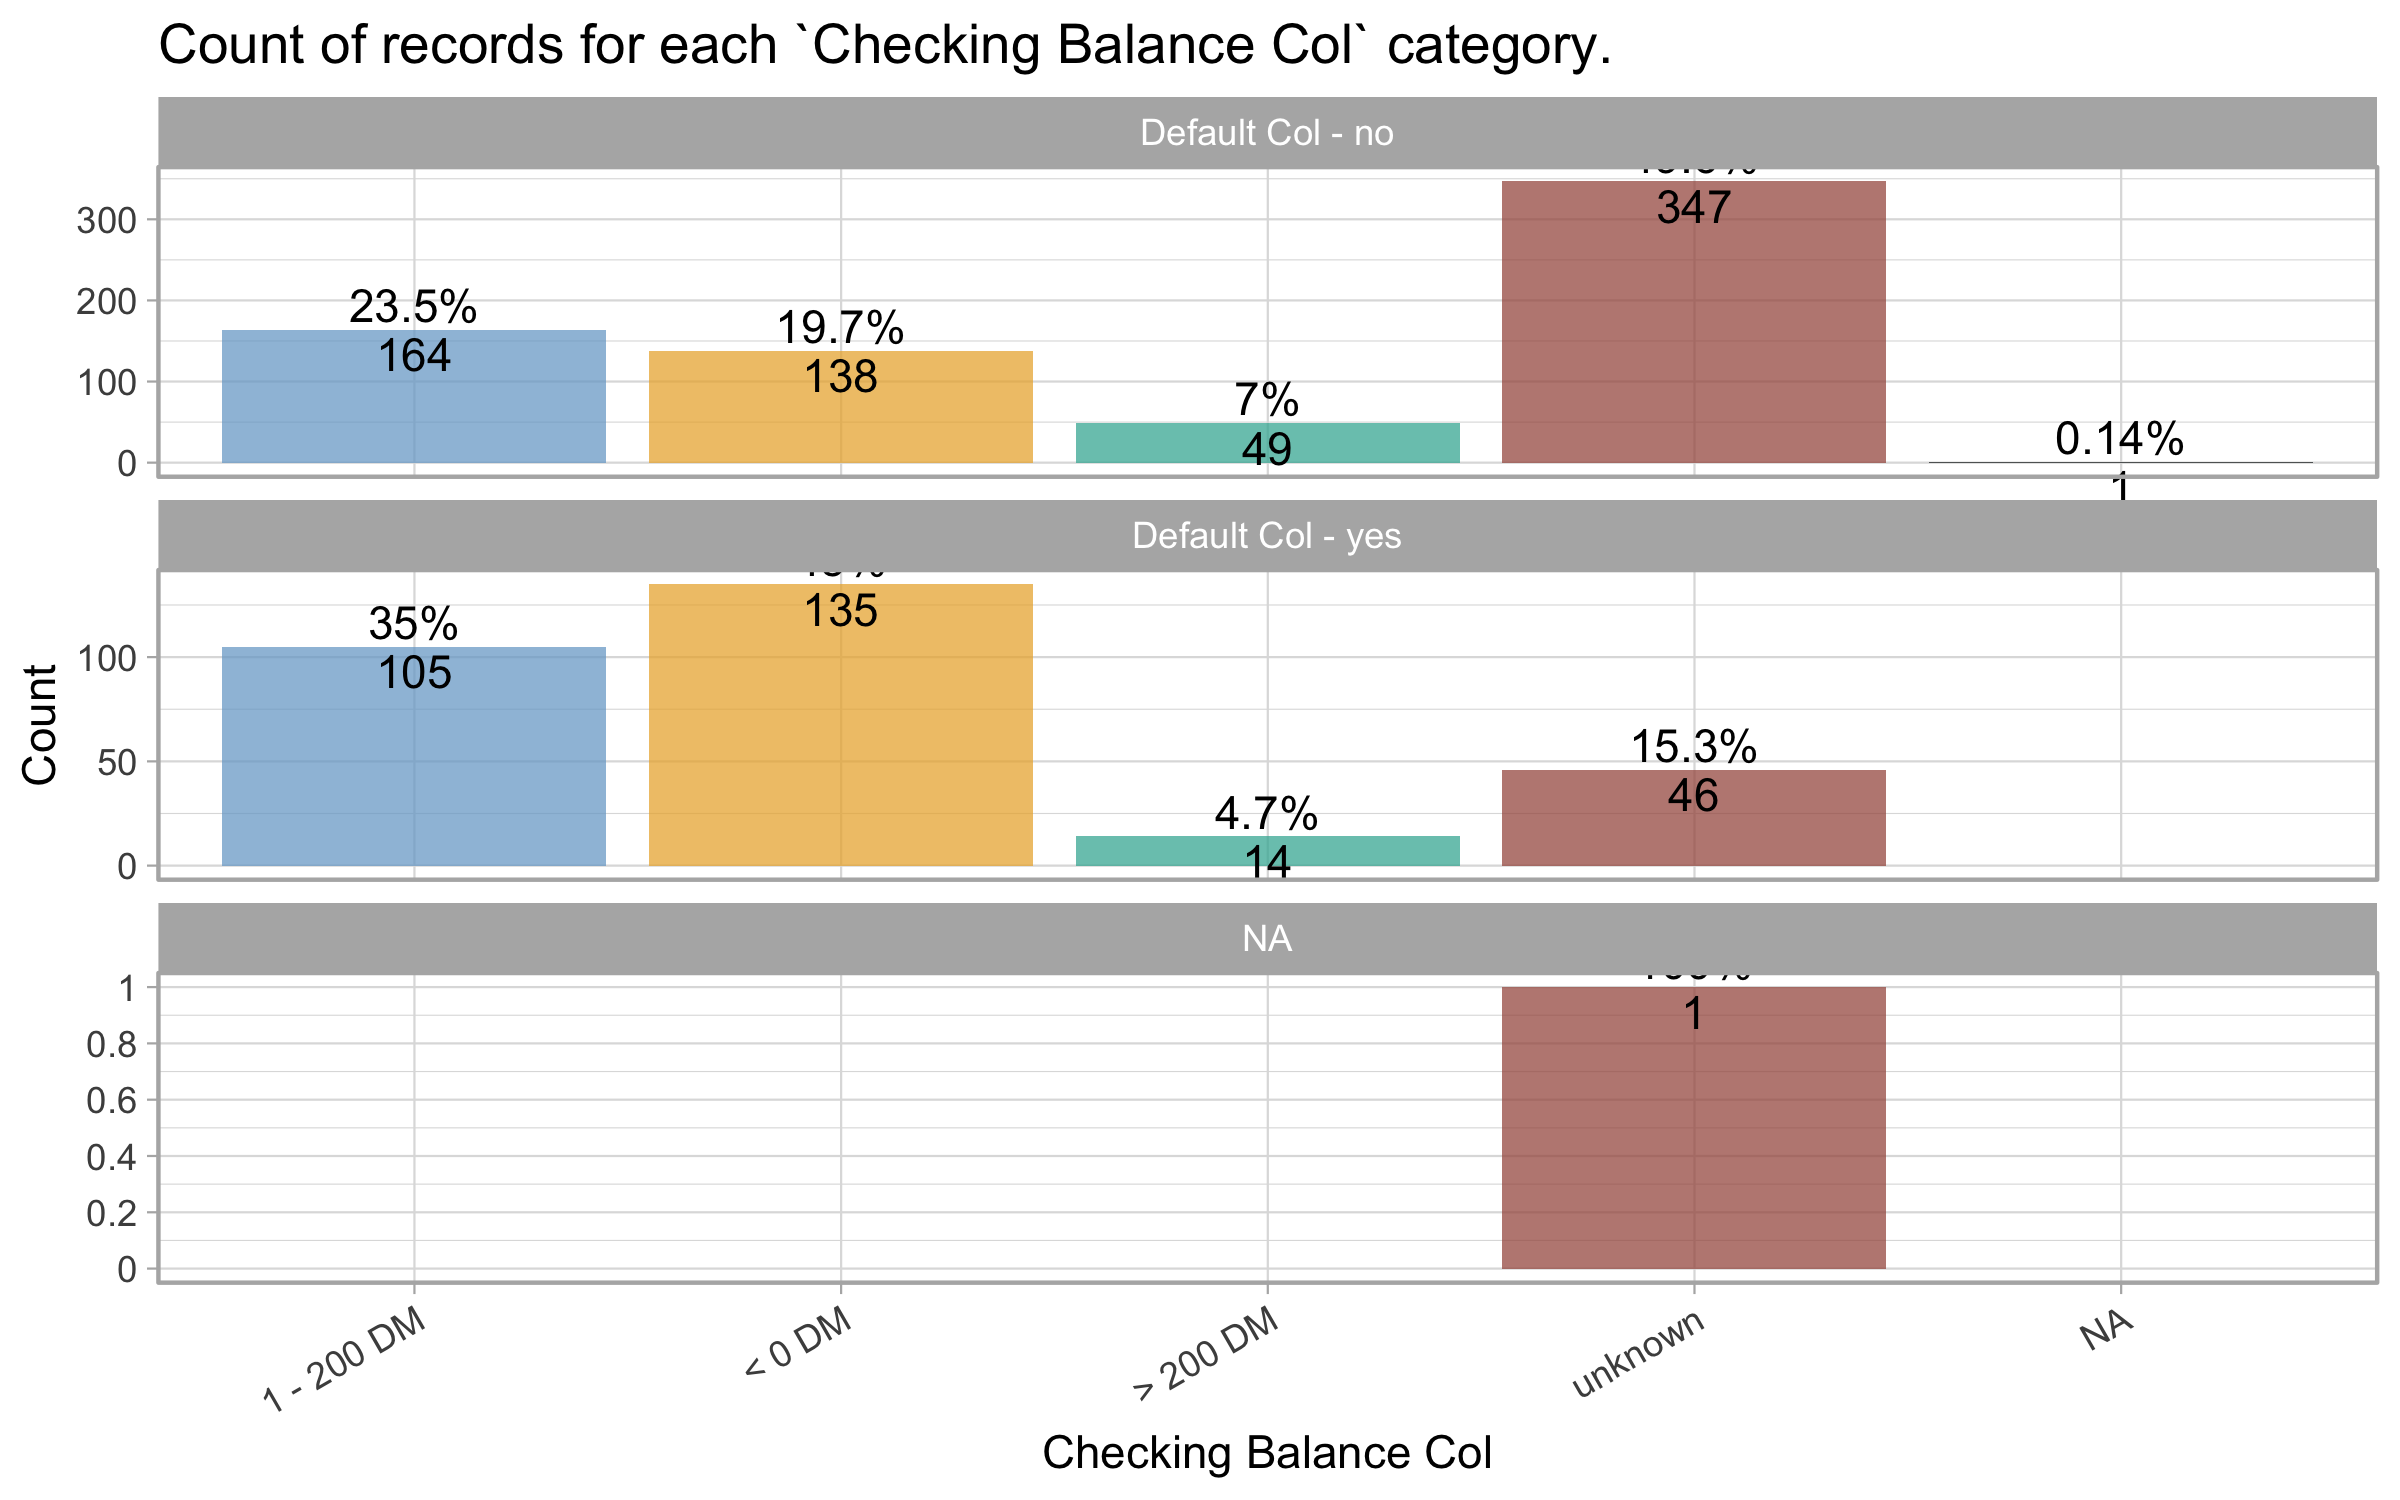 Count of records for each `Checking Balance Col` category.
Default Col - no
300
200
100
0
23.5%
164
19.7%
138
7%
49
347
0.14%
1
Default Col - yes
Count
100
50
0
35%
105
135
4.7%
14
15.3%
46
NA
1
0.8
0.6
0.4
0.2
0
1
1 - 200 DM
< 0 DM
> 200 DM
unknown
NA
Checking Balance Col